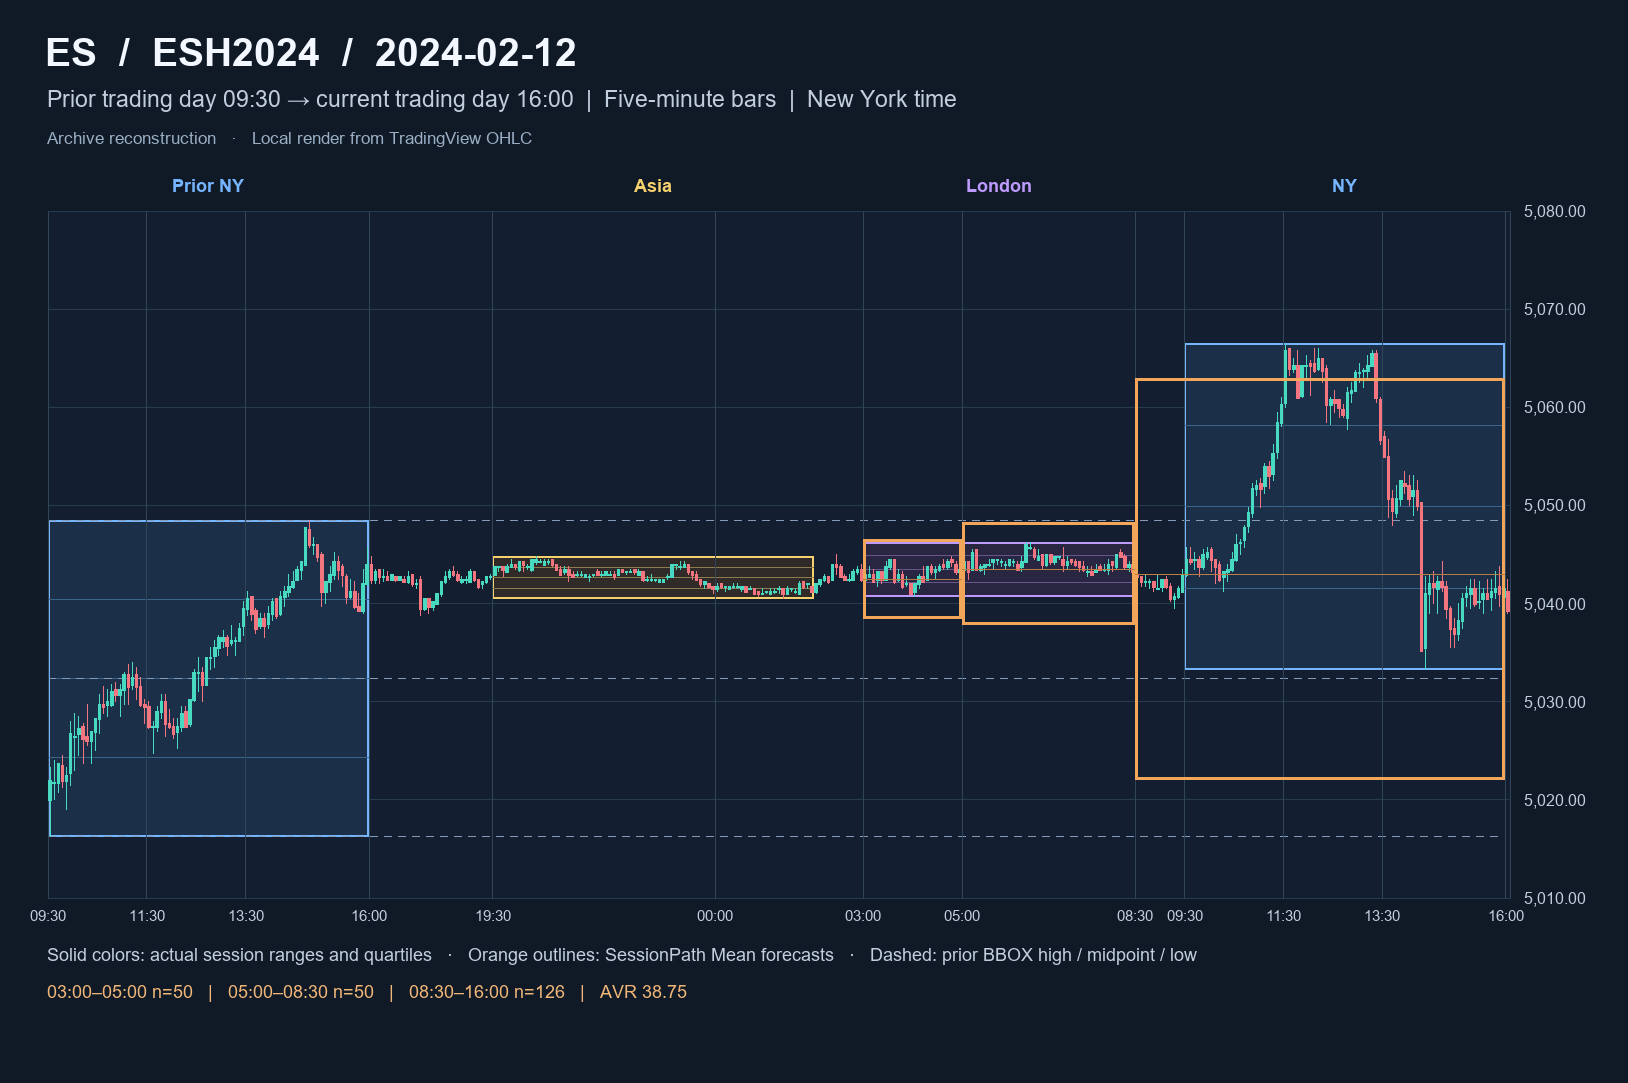 ES / ESH2024 / 2024-02-12
Prior trading day 09:30 → current trading day 16:00 | Five-minute bars | New York time
Archive reconstruction · Local render from TradingView OHLC
Prior NY Asia London NY
5,080.00
5,070.00
5,060.00
5,050.00
5,040.00
5,030.00
5,020.00
5,010.00
09:30 11:30 13:30 16:00 19:30 00:00 03:00 05:00 08:30 09:30 11:30 13:30 16:00
Solid colors: actual session ranges and quartiles · Orange outlines: SessionPath Mean forecasts · Dashed: prior BBOX high / midpoint / low
03:00–05:00 n=50 | 05:00–08:30 n=50 | 08:30–16:00 n=126 | AVR 38.75